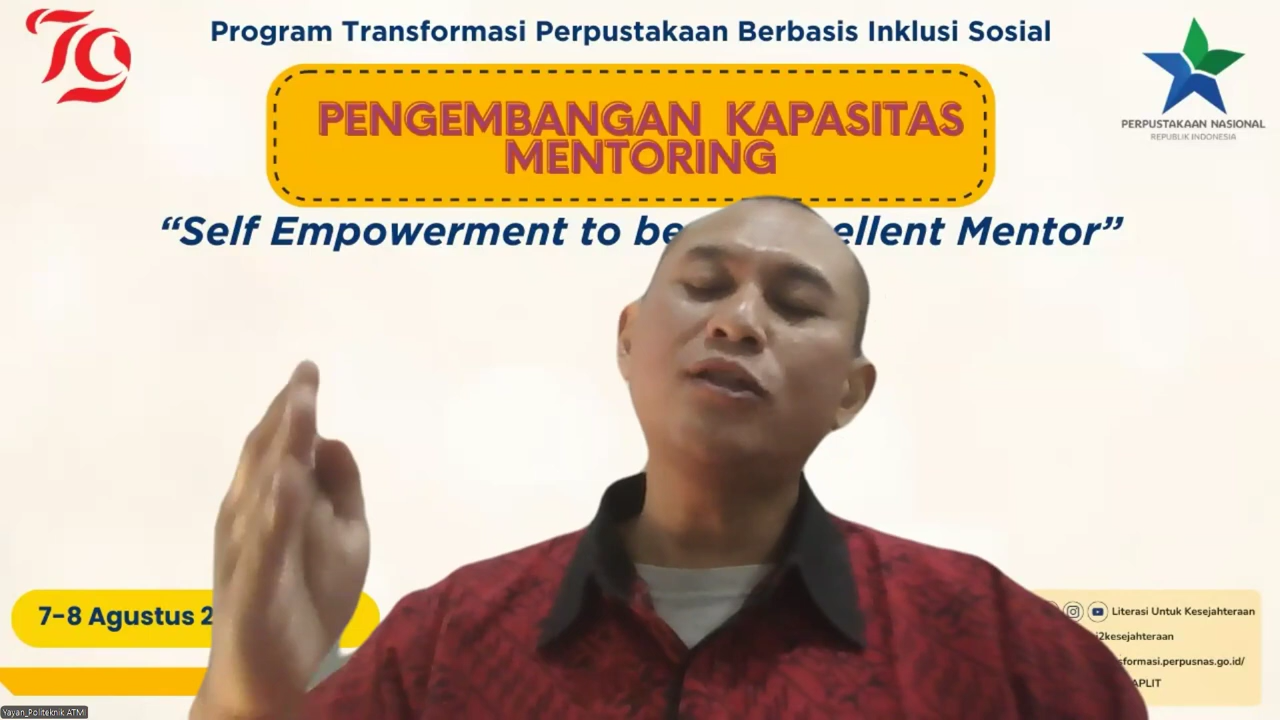 79
Program Transformasi Perpustakaan Berbasis Inklusi Sosial
PERPUSTAKAAN NASIONAL
REPUBLIK INDONESIA
PENGEMBANGAN KAPASITAS
MENTORING
“Self Empowerment to be ellent Mentor”
7-8 Agustus 2
Literasi Untuk Kesejahteraan
i2kesejahteraan
sformasi.perpusnas.go.id/
APLIT
Yayan_Politeknik ATMI